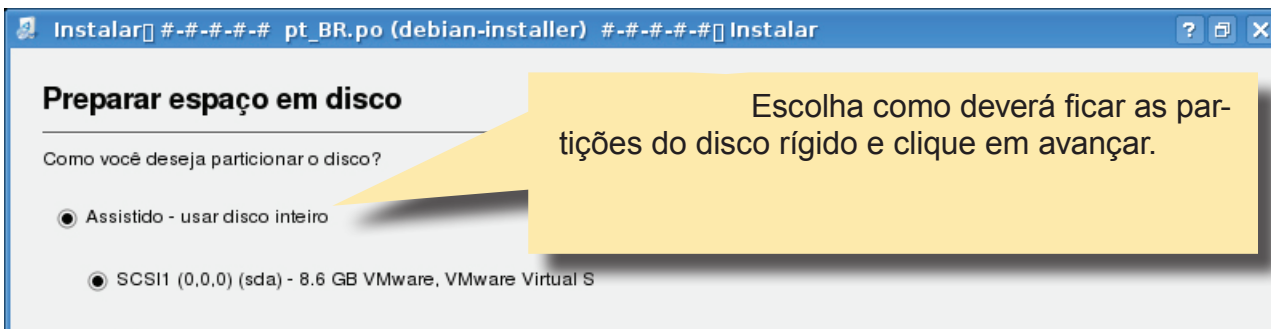 Instalar▯ #-#-#-#-# pt_BR.po (debian-installer) #-#-#-#-#▯ Instalar
Preparar espaço em disco
Como você deseja particionar o disco?
Escolha como deverá ficar as par-
tições do disco rígido e clique em avançar.
Assistido - usar disco inteiro
SCSI1 (0,0,0) (sda) - 8.6 GB VMware, VMware Virtual S